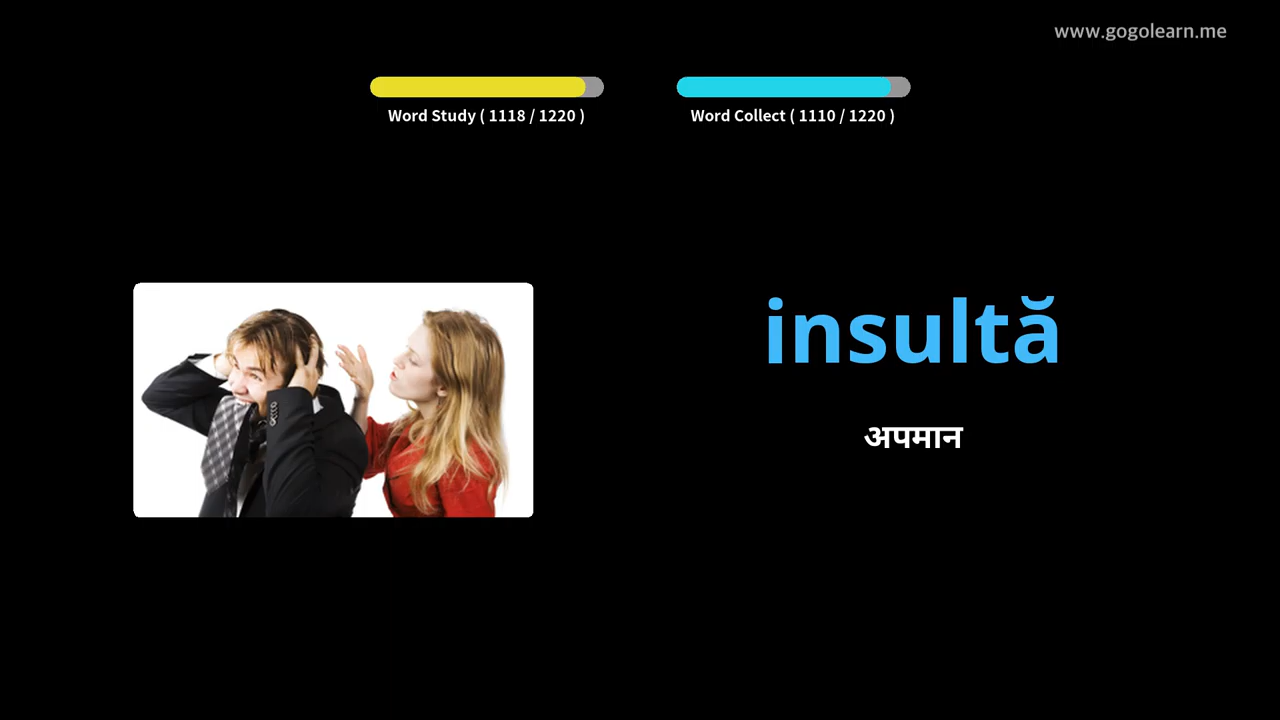 www.gogolearn.me
Word Study ( 1118 / 1220 )
Word Collect ( 1110 / 1220 )
insultă
अपमान